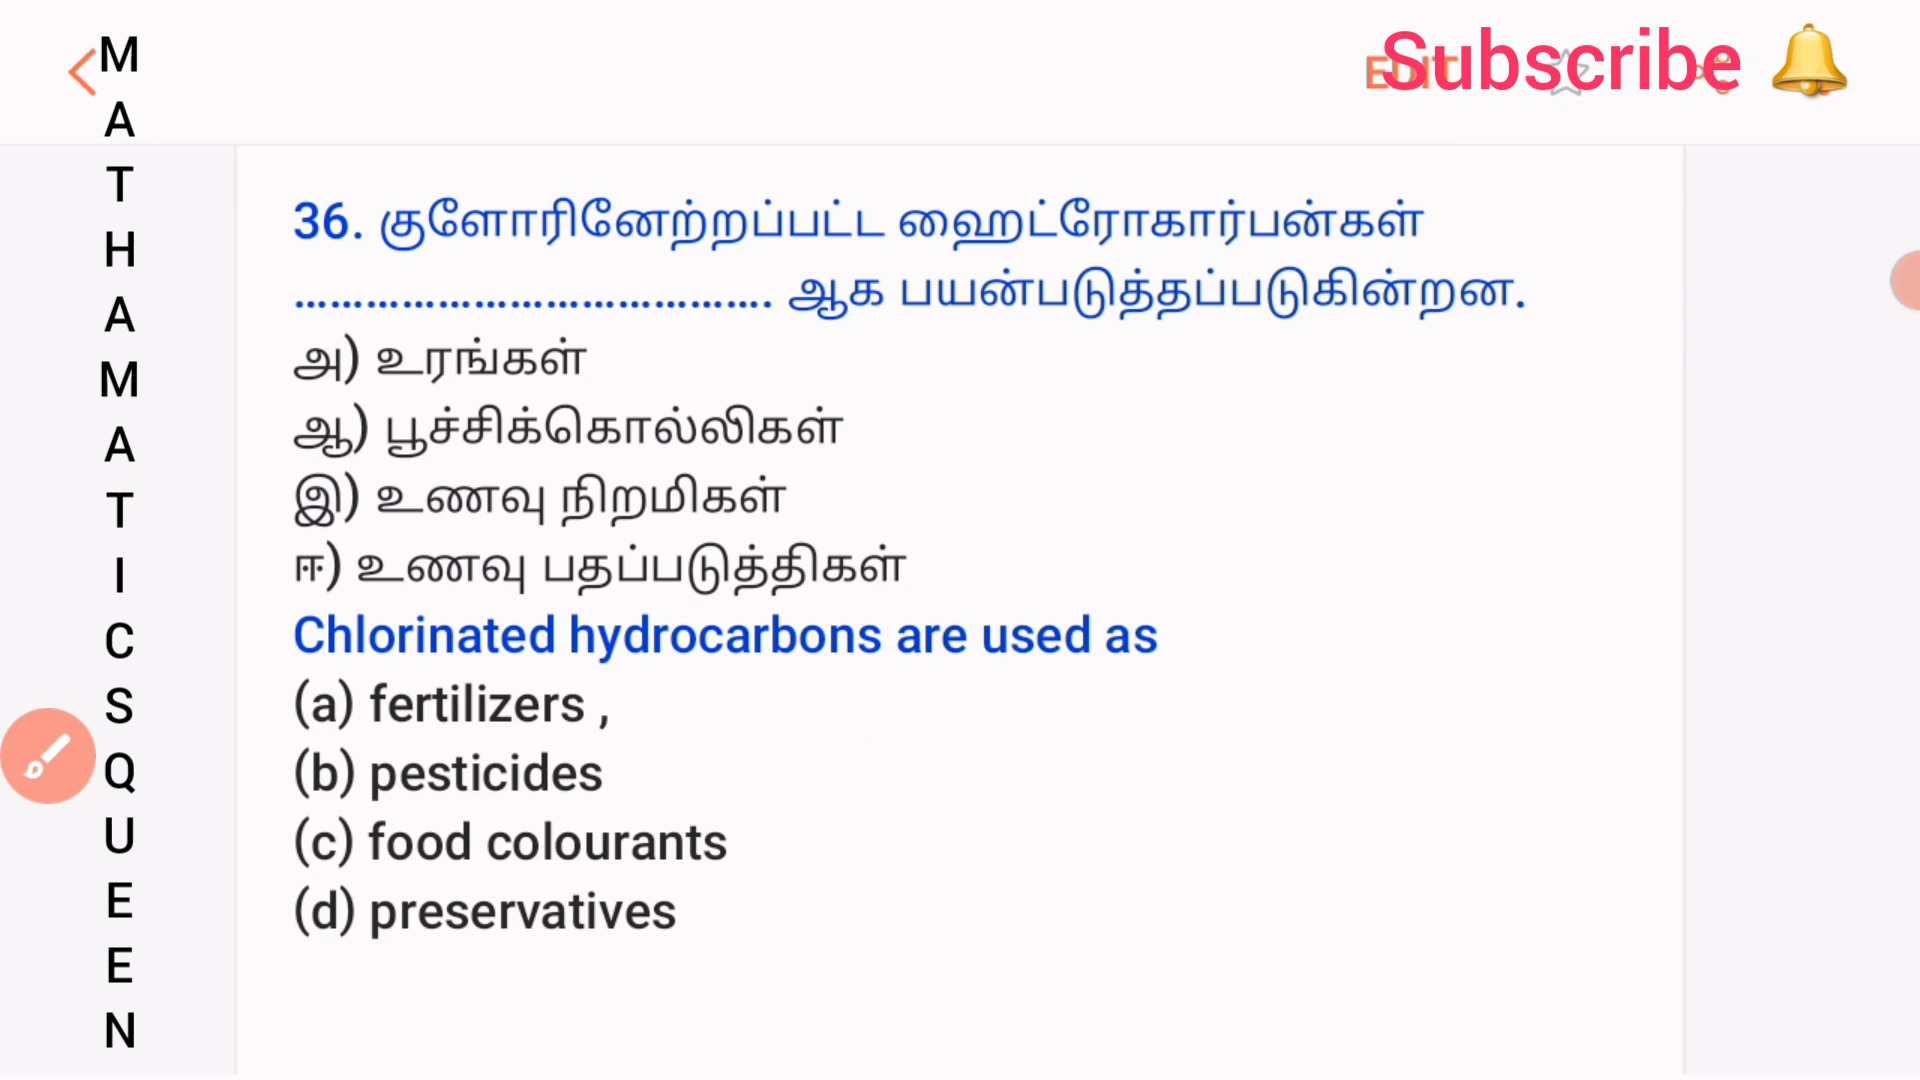 Subscribe 🔔
36. குளோரினேற்றப்பட்ட ஹைட்ரோகார்பன்கள்
........................................ ஆக பயன்படுத்தப்படுகின்றன.
அ) உரங்கள்
ஆ) பூச்சிக்கொல்லிகள்
இ) உணவு நிறமிகள்
ஈ) உணவு பதப்படுத்திகள்
Chlorinated hydrocarbons are used as
(a) fertilizers ,
(b) pesticides
(c) food colourants
(d) preservatives
M
A
T
H
A
M
A
T
I
C
S
Q
U
E
E
N